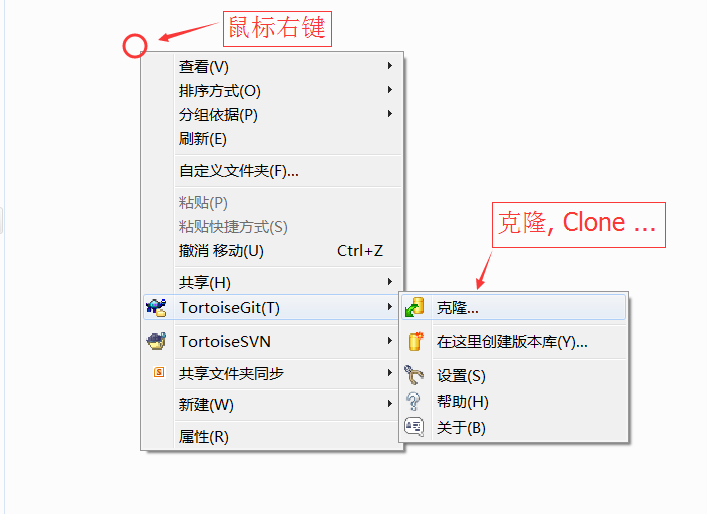 鼠标右键
查看(V)
排序方式(O)
分组依据(P)
刷新(E)
自定义文件夹(F)...
粘贴(P)
粘贴快捷方式(S)
撤消 移动(U) Ctrl+Z
共享(H)
TortoiseGit(T)
TortoiseSVN
共享文件夹同步
新建(W)
属性(R)
克隆, Clone ...
克隆...
在这里创建版本库(Y)...
设置(S)
帮助(H)
关于(B)